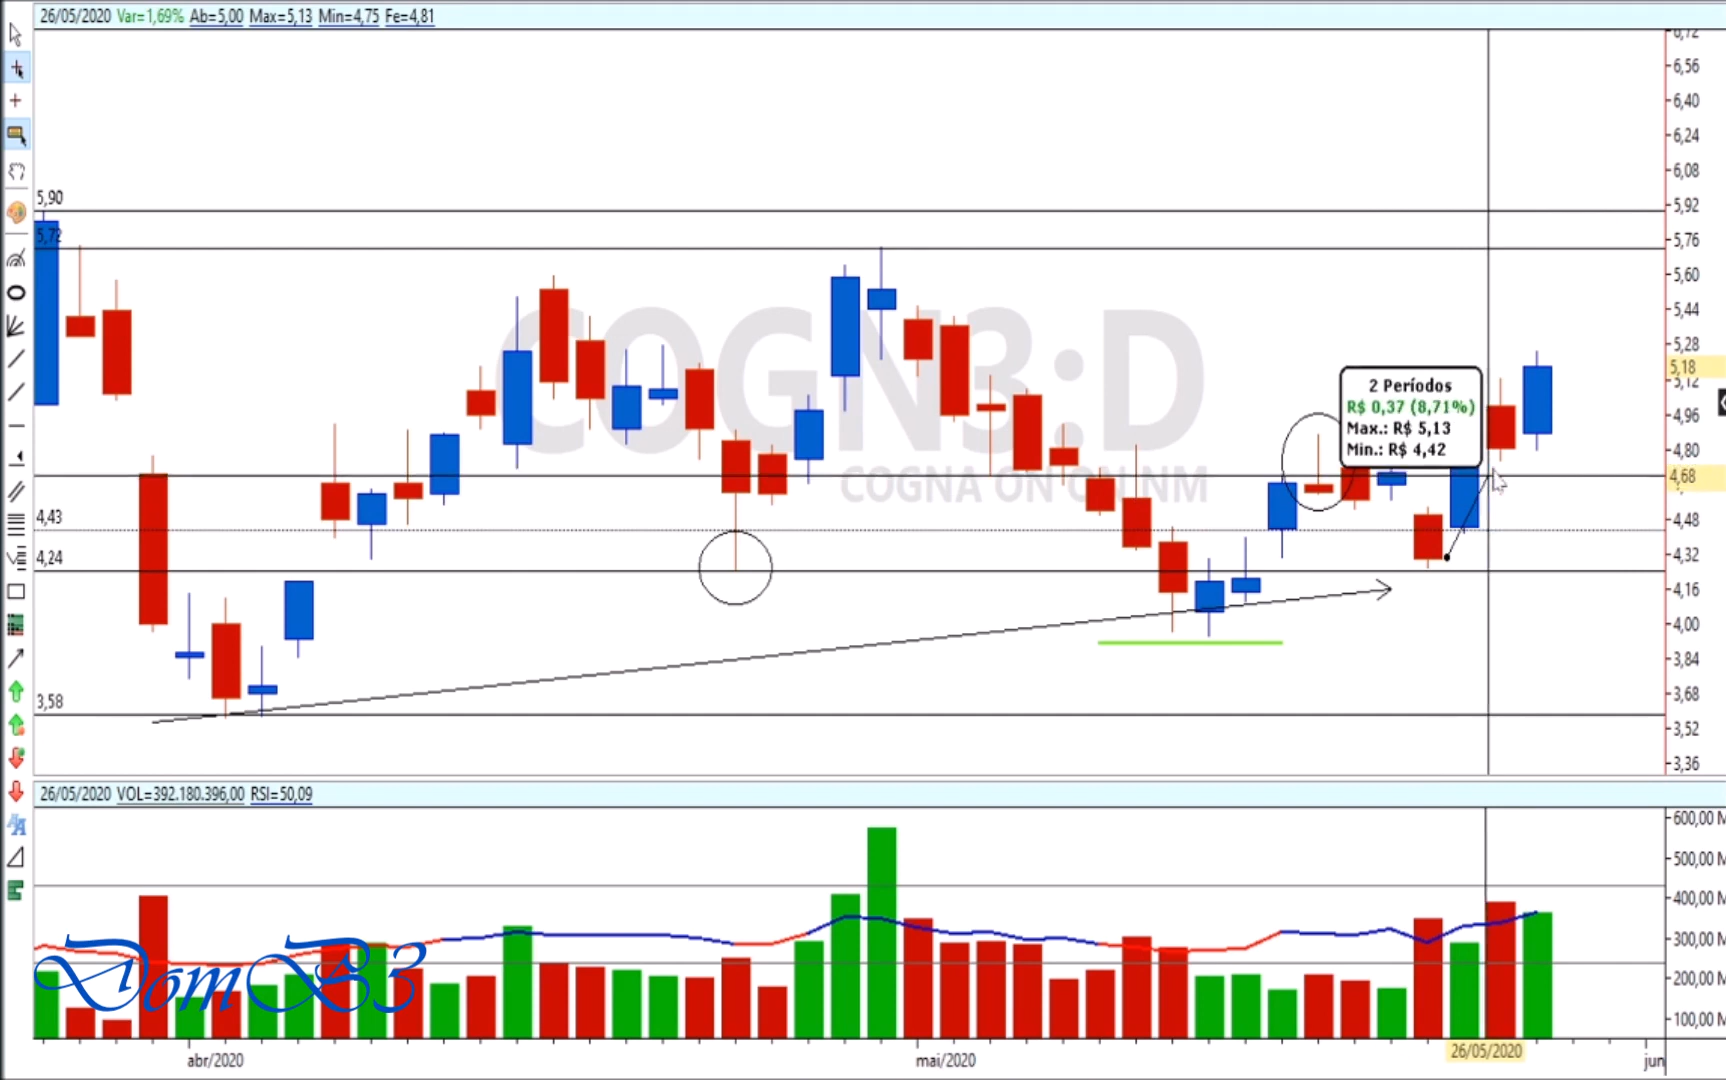 26/05/2020 Var=1,69% Ab=5,00 Max=5,13 Min=4,75 Fe=4,81
6,72
6,56
6,40
6,24
6,08
5,92
5,76
5,60
5,44
5,28
5,18
5,12
4,96
4,80
4,68
4,48
4,32
4,16
4,00
3,84
3,68
3,52
3,36
5,90
5,72
4,43
4,24
3,58
COGN3:D
COGNA ON ON NM
2 Períodos
R$ 0,37 (8,71%)
Max.: R$ 5,13
Min.: R$ 4,42
26/05/2020 VOL=392.180.396,00 RSI=50,09
600,00 M
500,00 M
400,00 M
300,00 M
200,00 M
100,00 M
DomB3
abr/2020
mai/2020
26/05/2020
jun